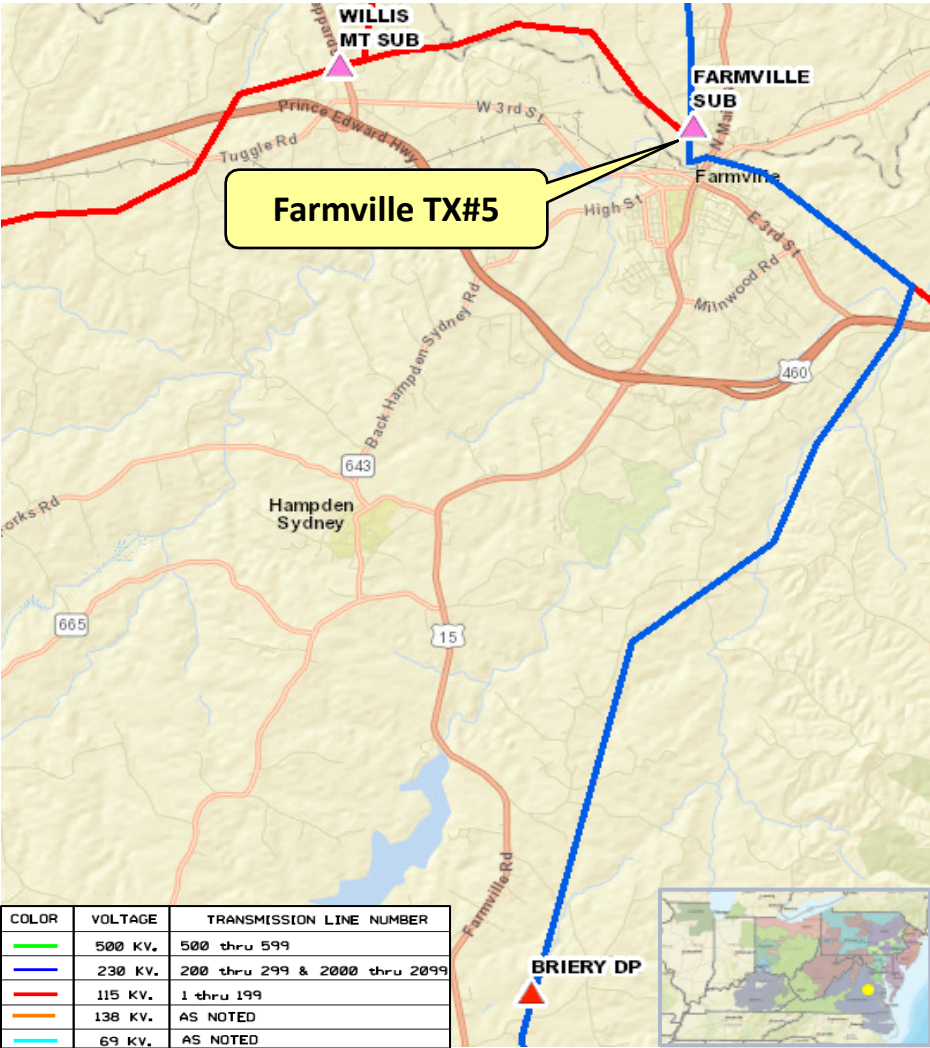 WILLIS
MT SUB
oppards
FARMVILLE
SUB
W 3rd St
N Main
Prince Edward Hwy
Tuggle Rd
Farmville
Farmville TX#5
High St
E 3rd St
Milnwood Rd
Back Hampden Sydney Rd
460
643
Hampden
Sydney
orks Rd
665
15
Farmville Rd
BRIERY DP
COLOR VOLTAGE TRANSMISSION LINE NUMBER
500 KV. 500 thru 599
230 KV. 200 thru 299 & 2000 thru 2099
115 KV. 1 thru 199
138 KV. AS NOTED
69 KV. AS NOTED